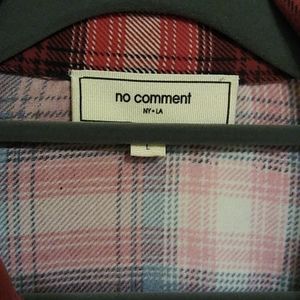 no comment
NY • LA
L